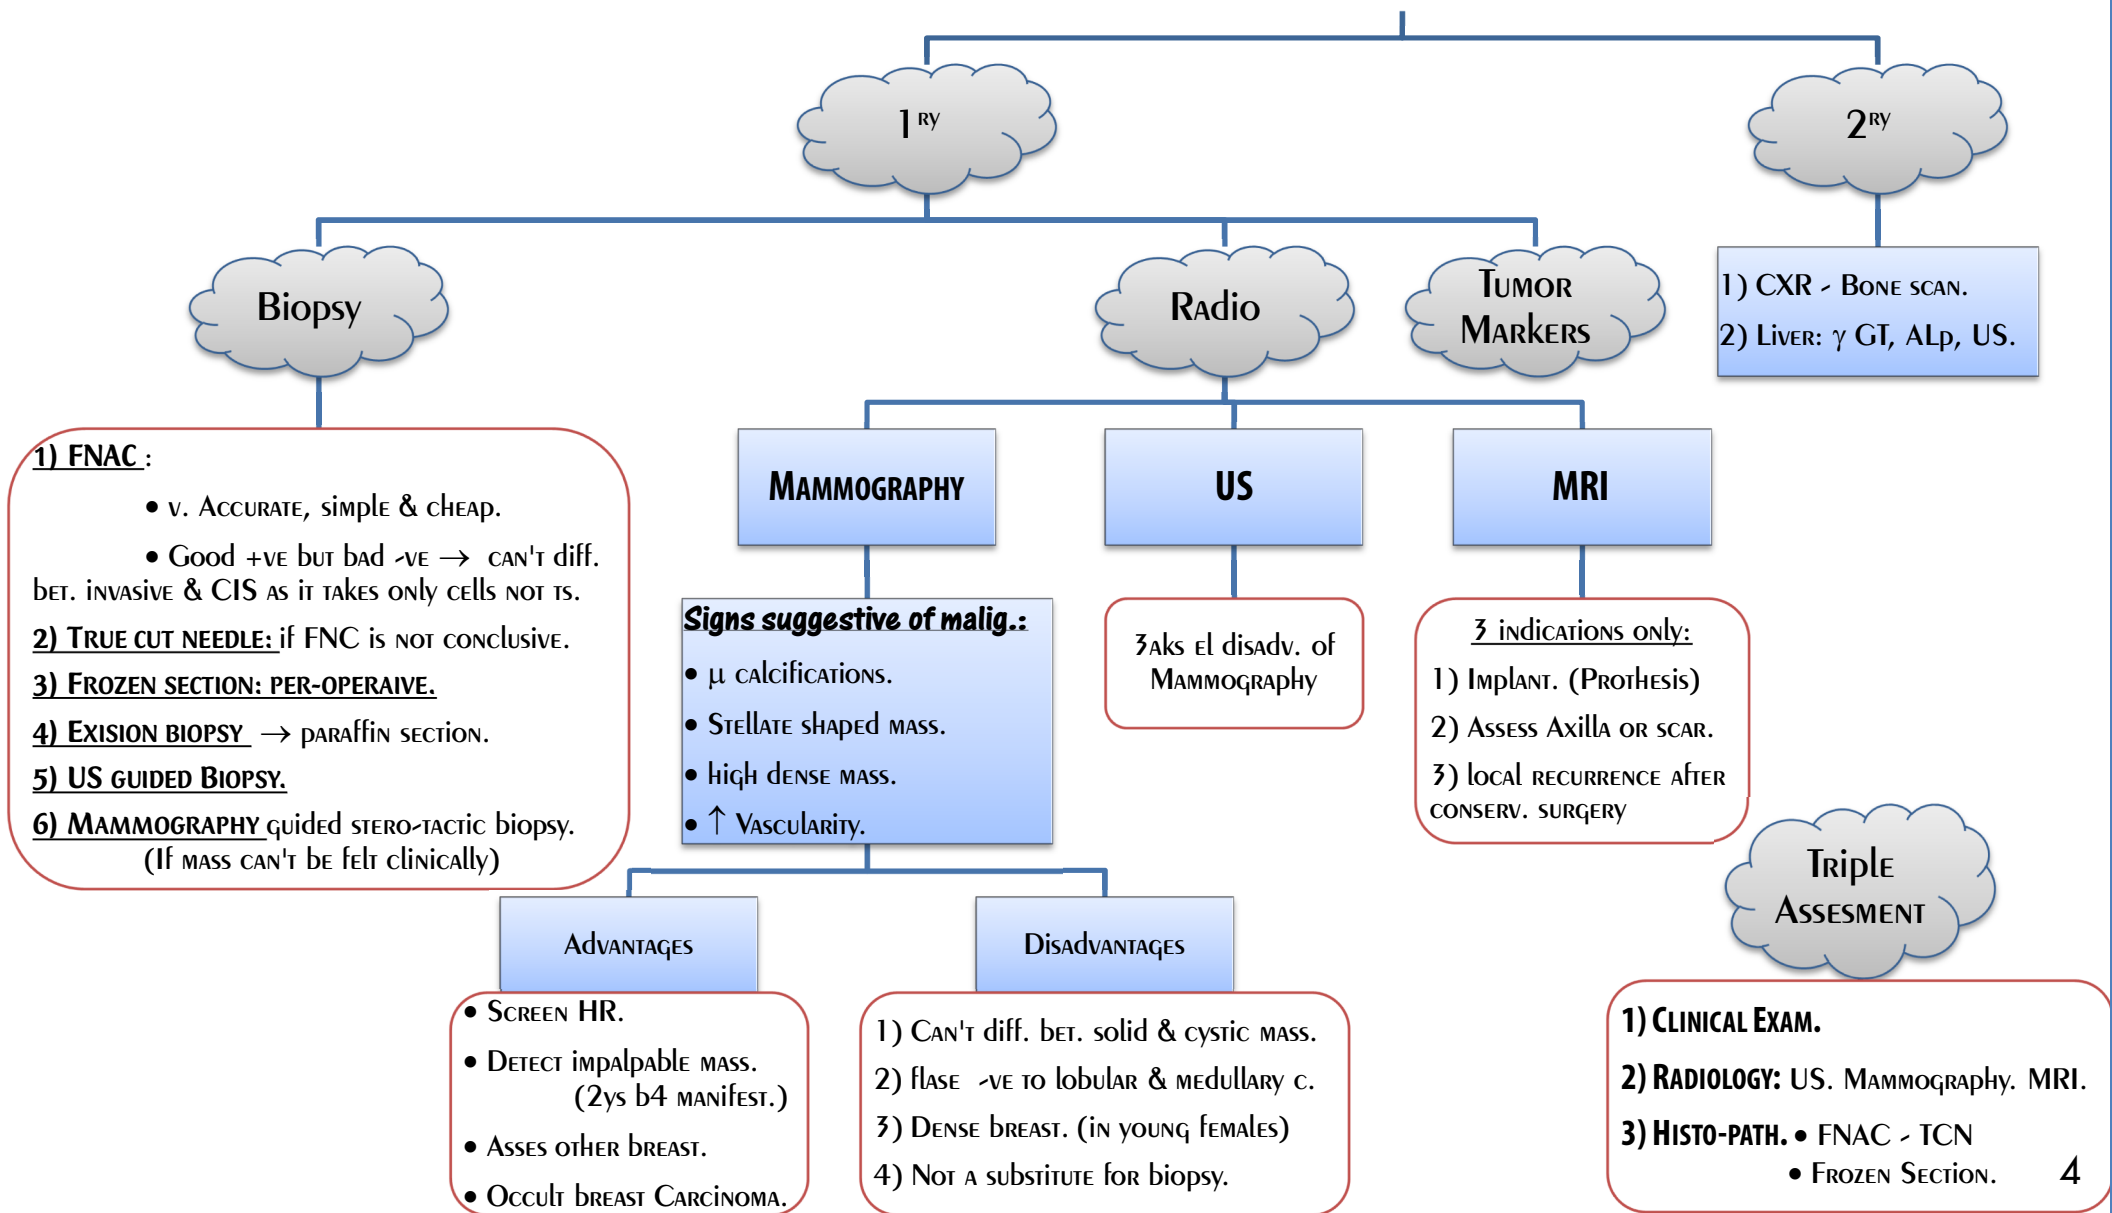 1RY
2RY
Biopsy
Radio
Tumor
Markers
1) CXR - Bone scan.
2) Liver: γ GT, ALp, US.
1) FNAC :
• v. Accurate, simple & cheap.
• Good +ve but bad -ve → can't diff.
bet. invasive & CIS as it takes only cells not ts.
2) True cut needle: if FNC is not conclusive.
3) Frozen section: per-operaive.
4) Exision biopsy → paraffin section.
5) US guided Biopsy.
6) Mammography guided stero-tactic biopsy.
(If mass can't be felt clinically)
Mammography
US
MRI
Signs suggestive of malig.:
• μ calcifications.
• Stellate shaped mass.
• high dense mass.
• ↑ Vascularity.
3aks el disadv. of
Mammography
3 indications only:
1) Implant. (Prothesis)
2) Assess Axilla or scar.
3) local recurrence after
conserv. surgery
Advantages
Disadvantages
• Screen HR.
• Detect impalpable mass.
(2ys b4 manifest.)
• Asses other breast.
• Occult breast Carcinoma.
1) Can't diff. bet. solid & cystic mass.
2) flase -ve to lobular & medullary c.
3) Dense breast. (in young females)
4) Not a substitute for biopsy.
Triple
Assesment
1) Clinical Exam.
2) Radiology: US. Mammography. MRI.
3) Histo-path. • FNAC - TCN
• Frozen Section.
4